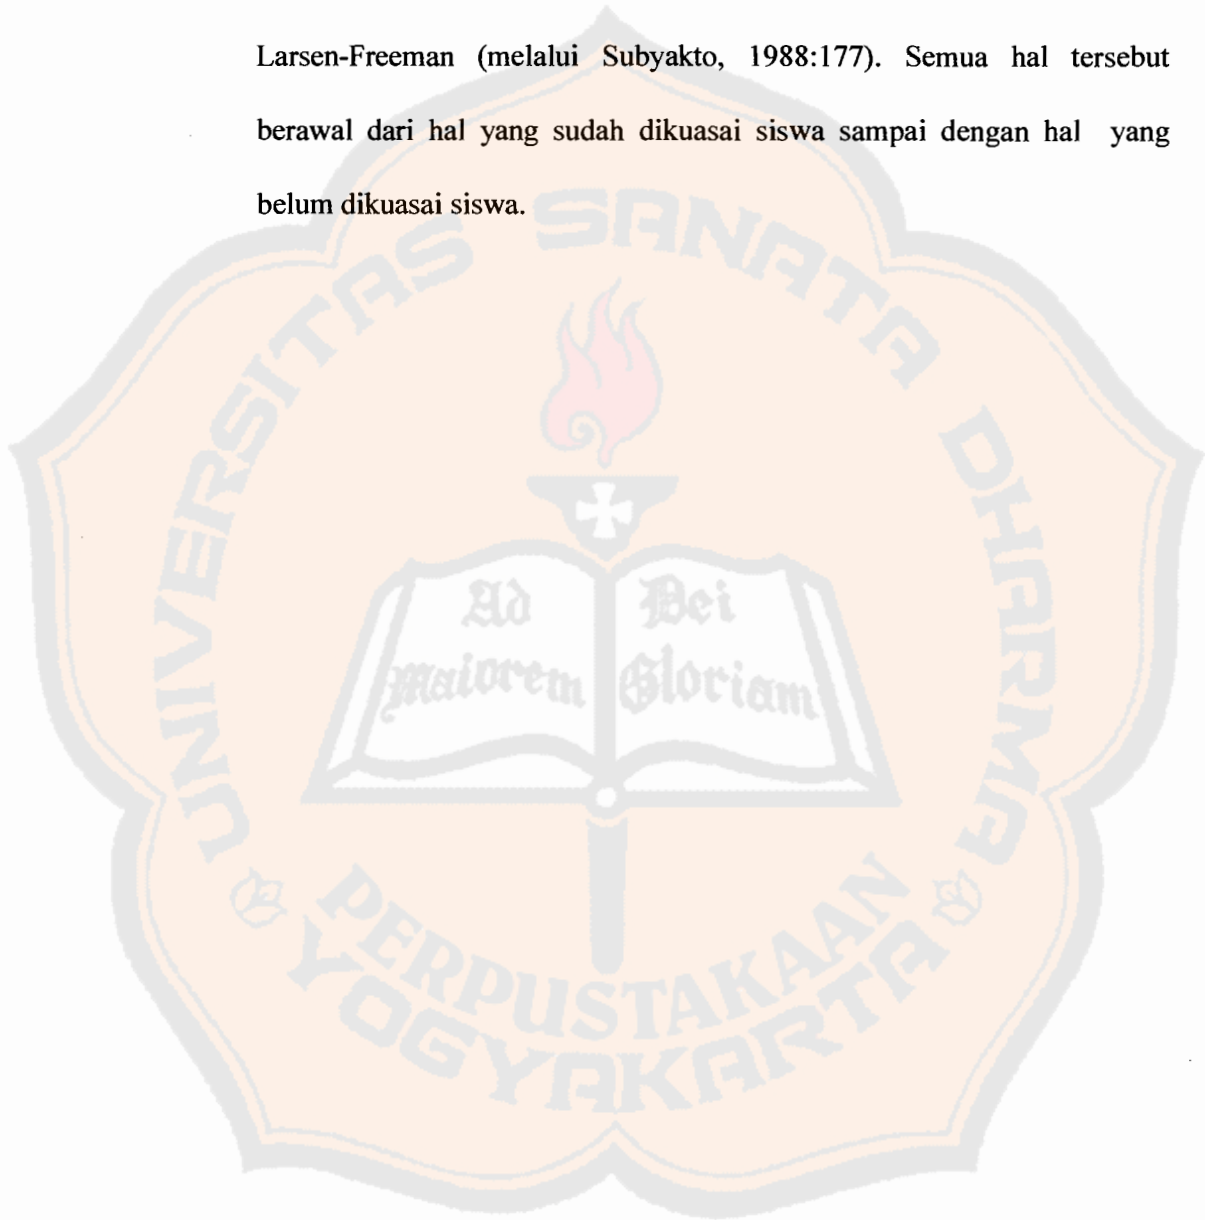 Larsen-Freeman (melalui Subyakto, 1988:177). Semua hal tersebut
berawal dari hal yang sudah dikuasai siswa sampai dengan hal yang
belum dikuasai siswa.
UNIVERSITAS SANATA DHARMA
Ad
maiorem
Dei
Gloriam
PERPUSTAKAAN
YOGYAKARTA